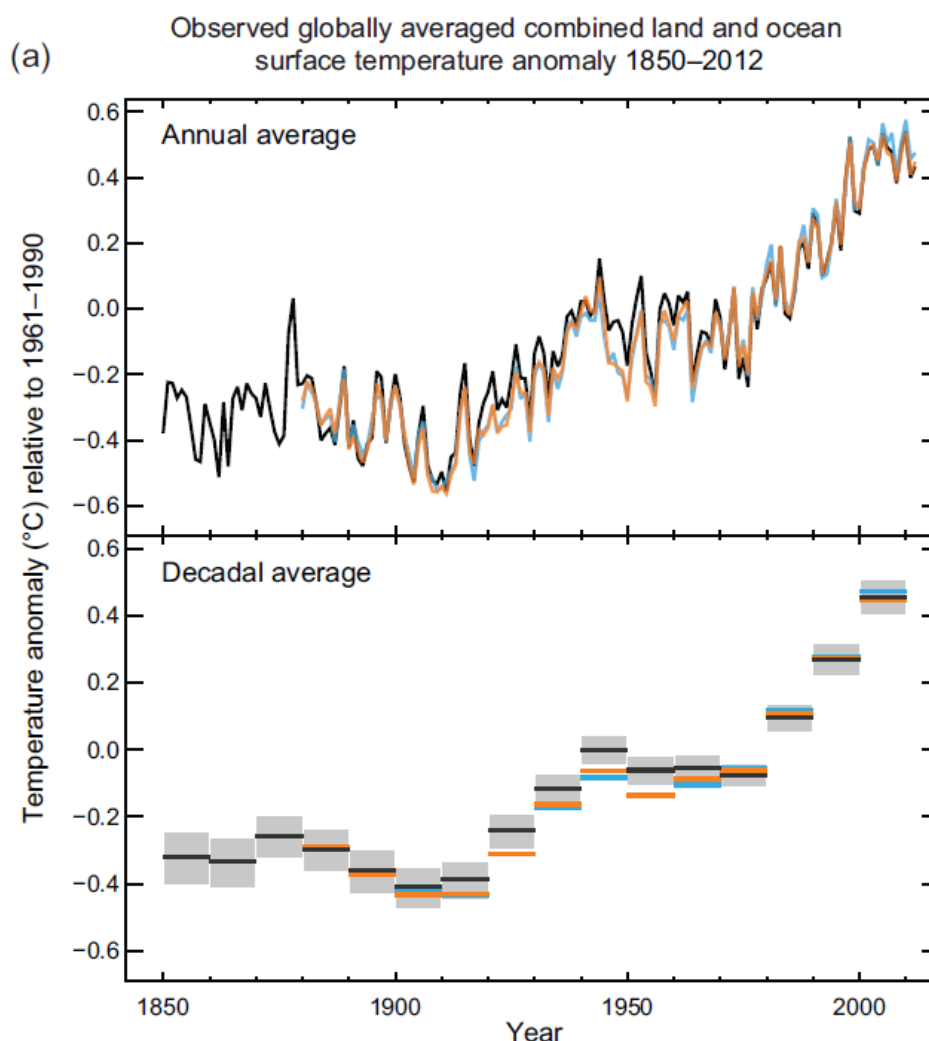 (a)
Observed globally averaged combined land and ocean
surface temperature anomaly 1850–2012
Temperature anomaly (°C) relative to 1961–1990
Annual average
0.6
0.4
0.2
0.0
−0.2
−0.4
−0.6
Decadal average
0.6
0.4
0.2
0.0
−0.2
−0.4
−0.6
1850
1900
1950
2000
Year